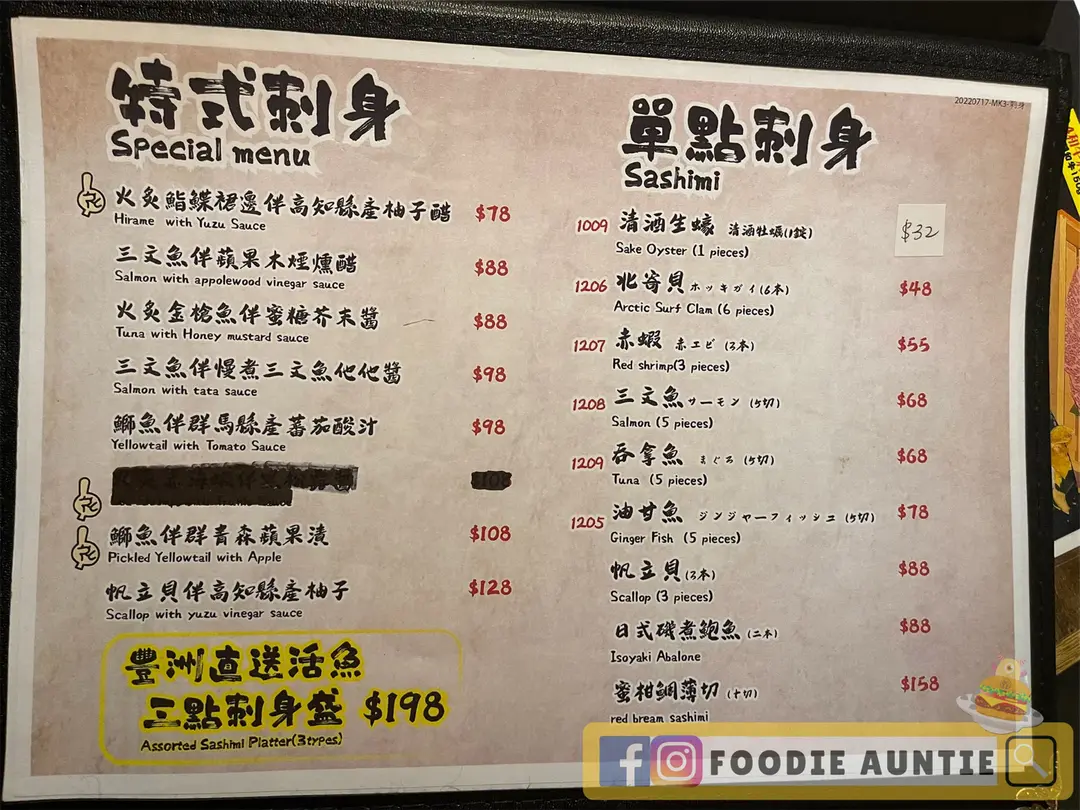 20220717-MK3-刺身
特式刺身
Special menu
火炙鮨鰈裙邊伴高知縣產柚子醋 $78
Hirame with Yuzu Sauce
三文魚伴蘋果木煙燻醋 $88
Salmon with appolewood vinegar sauce
火炙金槍魚伴蜜糖芥末醬 $88
Tuna with Honey mustard sauce
三文魚伴慢煮三文魚他他醬 $98
Salmon with tata sauce
鰤魚伴群馬縣產蕃茄酸汁 $98
Yellowtail with Tomato Sauce
鰤魚伴群青森蘋果漬 $108
Pickled Yellowtail with Apple
帆立貝伴高知縣產柚子 $128
Scallop with yuzu vinegar sauce
豐洲直送活魚
三點刺身盛 $198
Assorted Sashimi Platter(3types)
單點刺身
Sashimi
1009 清酒生蠔 清酒牡蠣(1錠) $32
Sake Oyster (1 pieces)
1206 北寄貝 ホッキガイ(6本) $48
Arctic Surf Clam (6 pieces)
1207 赤蝦 赤エビ (3本) $55
Red shrimp(3 pieces)
1208 三文魚 サーモン (5切) $68
Salmon (5 pieces)
1209 吞拿魚 まぐろ (5切) $68
Tuna (5 pieces)
1205 油甘魚 ジンジャーフィッシュ (5切) $78
Ginger Fish (5 pieces)
帆立貝(3本) $88
Scallop (3 pieces)
日式磯煮鮑魚 (二本) $88
Isoyaki Abalone
蜜柑鯛薄切 (十切) $158
red bream sashimi
FOODIE AUNTIE